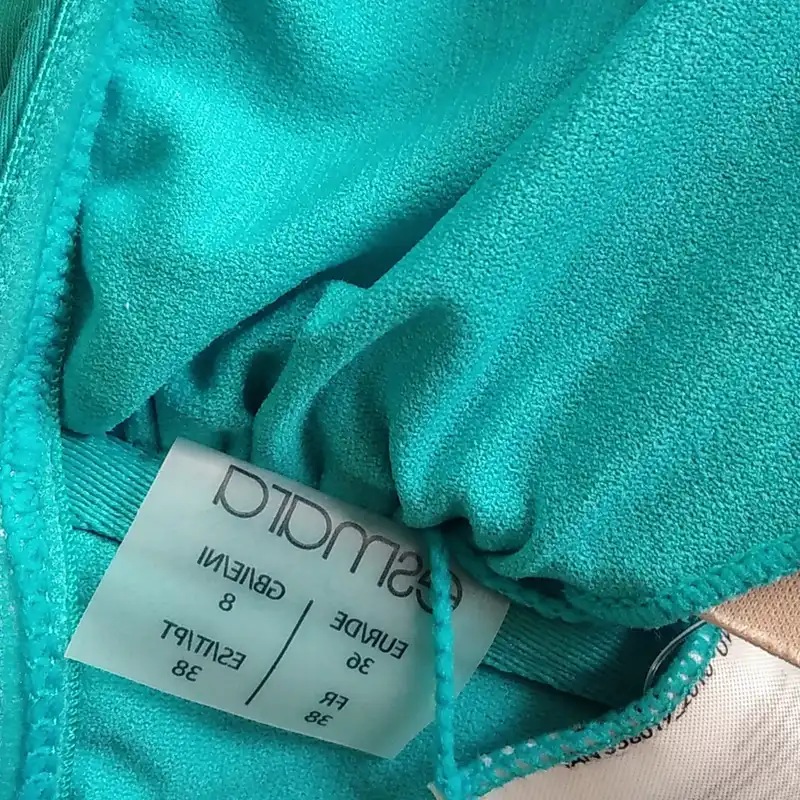 esmara
EUR/DE
36
GB/IE/NI
8
FR
38
ES/IT/PT
38